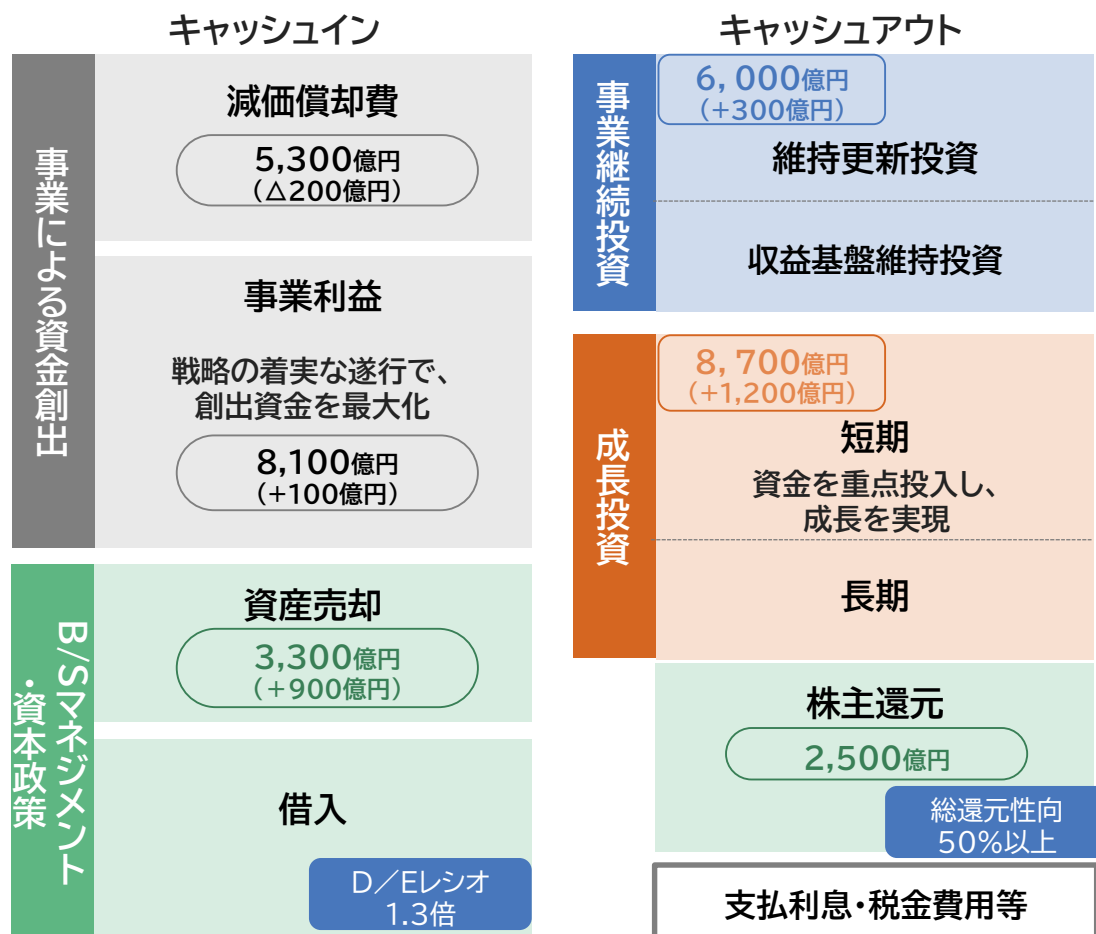 キャッシュイン
事業による資金創出
減価償却費
5,300億円
(△200億円)
事業利益
戦略の着実な遂行で、
創出資金を最大化
8,100億円
(+100億円)
B/Sマネジメント
・資本政策
資産売却
3,300億円
(+900億円)
借入
D/Eレシオ
1.3倍
キャッシュアウト
事業継続投資
6,000億円
(+300億円)
維持更新投資
収益基盤維持投資
成長投資
8,700億円
(+1,200億円)
短期
資金を重点投入し、
成長を実現
長期
株主還元
2,500億円
総還元性向
50%以上
支払利息・税金費用等